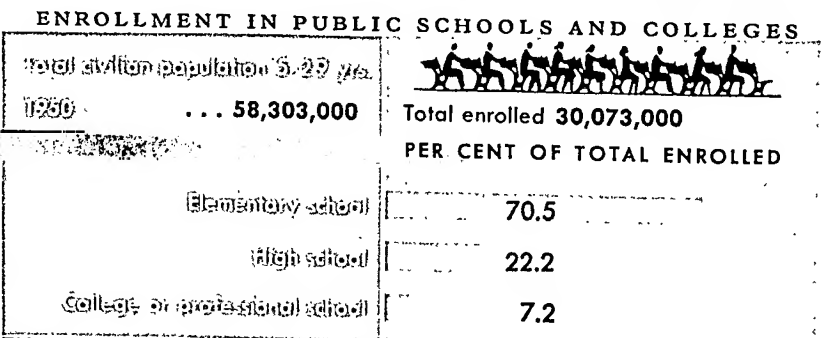 ENROLLMENT IN PUBLIC SCHOOLS AND COLLEGES
Total civilian population 5-29 yrs.
1950 ... 58,303,000
Total enrolled 30,073,000
PER CENT OF TOTAL ENROLLED
Elementary school 70.5
High school 22.2
College or professional school 7.2